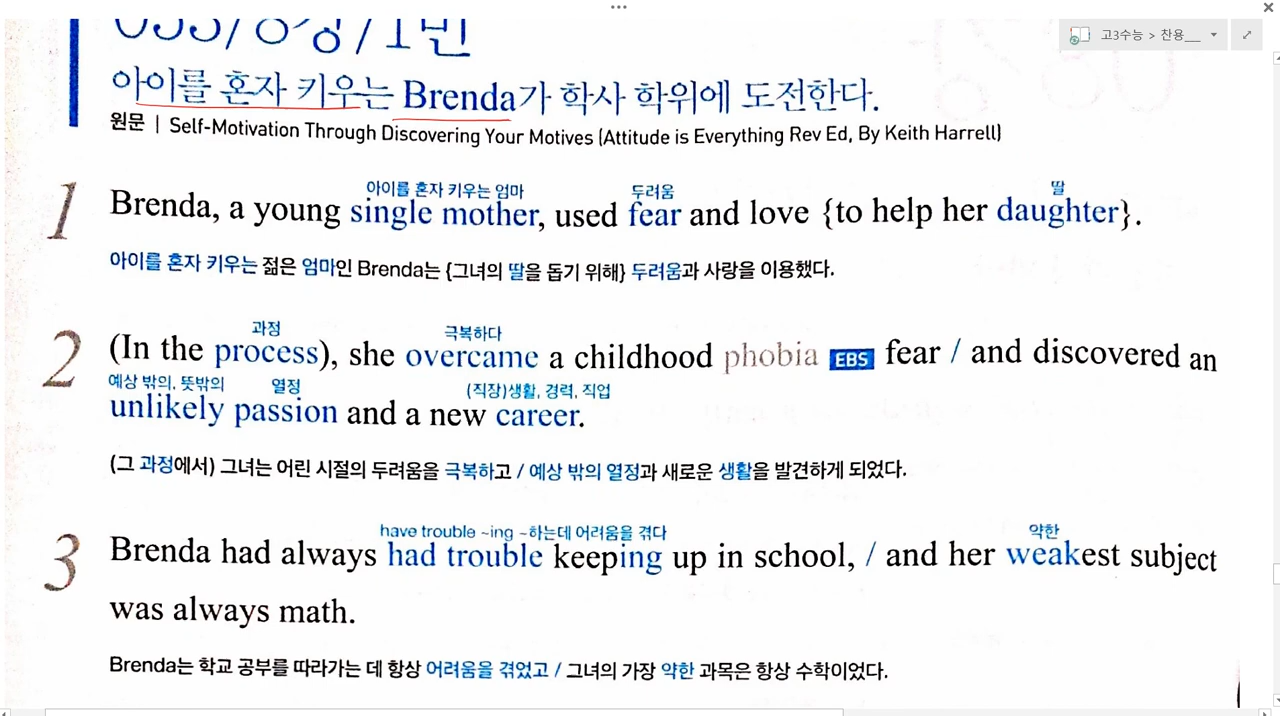 고3수능 > 찬용__
아이를 혼자 키우는 Brenda가 학사 학위에 도전한다.
원문 | Self-Motivation Through Discovering Your Motives (Attitude is Everything Rev Ed, By Keith Harrell)
아이를 혼자 키우는 엄마 두려움 딸
1 Brenda, a young single mother, used fear and love {to help her daughter}.
아이를 혼자 키우는 젊은 엄마인 Brenda는 {그녀의 딸을 돕기 위해} 두려움과 사랑을 이용했다.
과정 극복하다
2 (In the process), she overcame a childhood phobia EBS fear / and discovered an
예상 밖의, 뜻밖의 열정 (직장)생활, 경력, 직업
unlikely passion and a new career.
(그 과정에서) 그녀는 어린 시절의 두려움을 극복하고 / 예상 밖의 열정과 새로운 생활을 발견하게 되었다.
have trouble ~ing ~하는데 어려움을 겪다 약한
3 Brenda had always had trouble keeping up in school, / and her weakest subject
was always math.
Brenda는 학교 공부를 따라가는 데 항상 어려움을 겪었고 / 그녀의 가장 약한 과목은 항상 수학이었다.